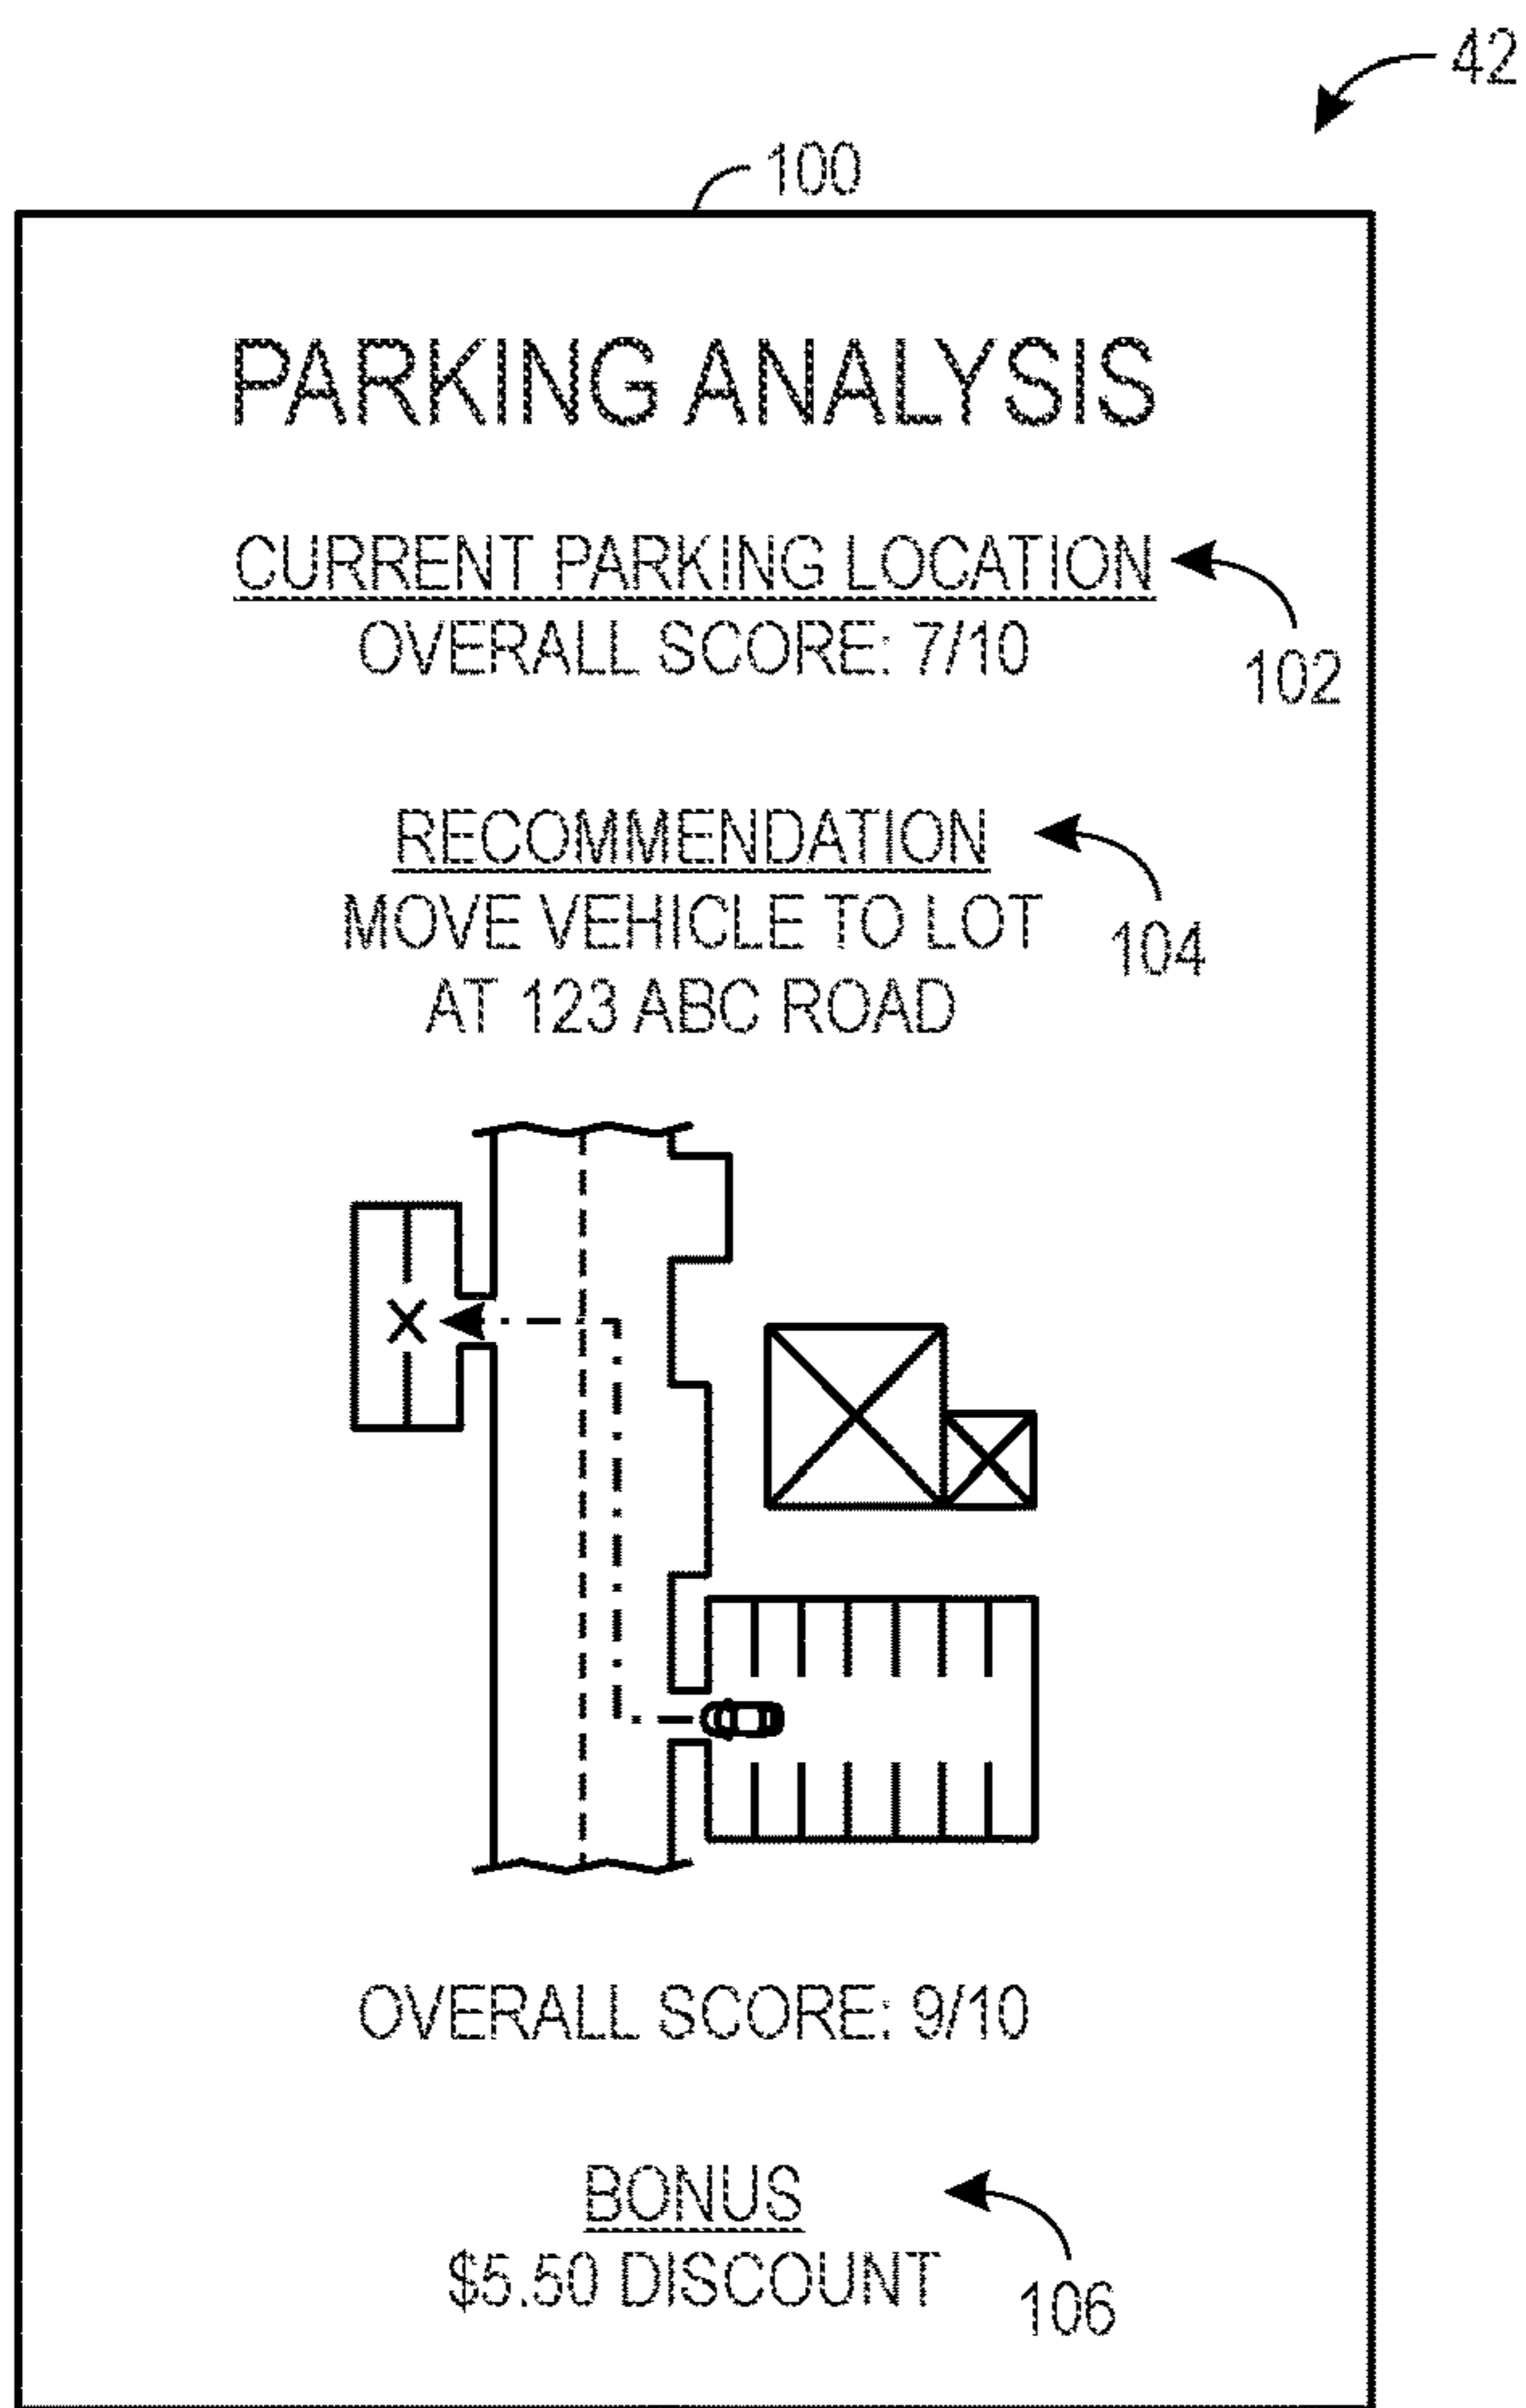 42
100
PARKING ANALYSIS
CURRENT PARKING LOCATION
OVERALL SCORE: 7/10
102
RECOMMENDATION
MOVE VEHICLE TO LOT
AT 123 ABC ROAD
104
OVERALL SCORE: 9/10
BONUS
$5.50 DISCOUNT
106